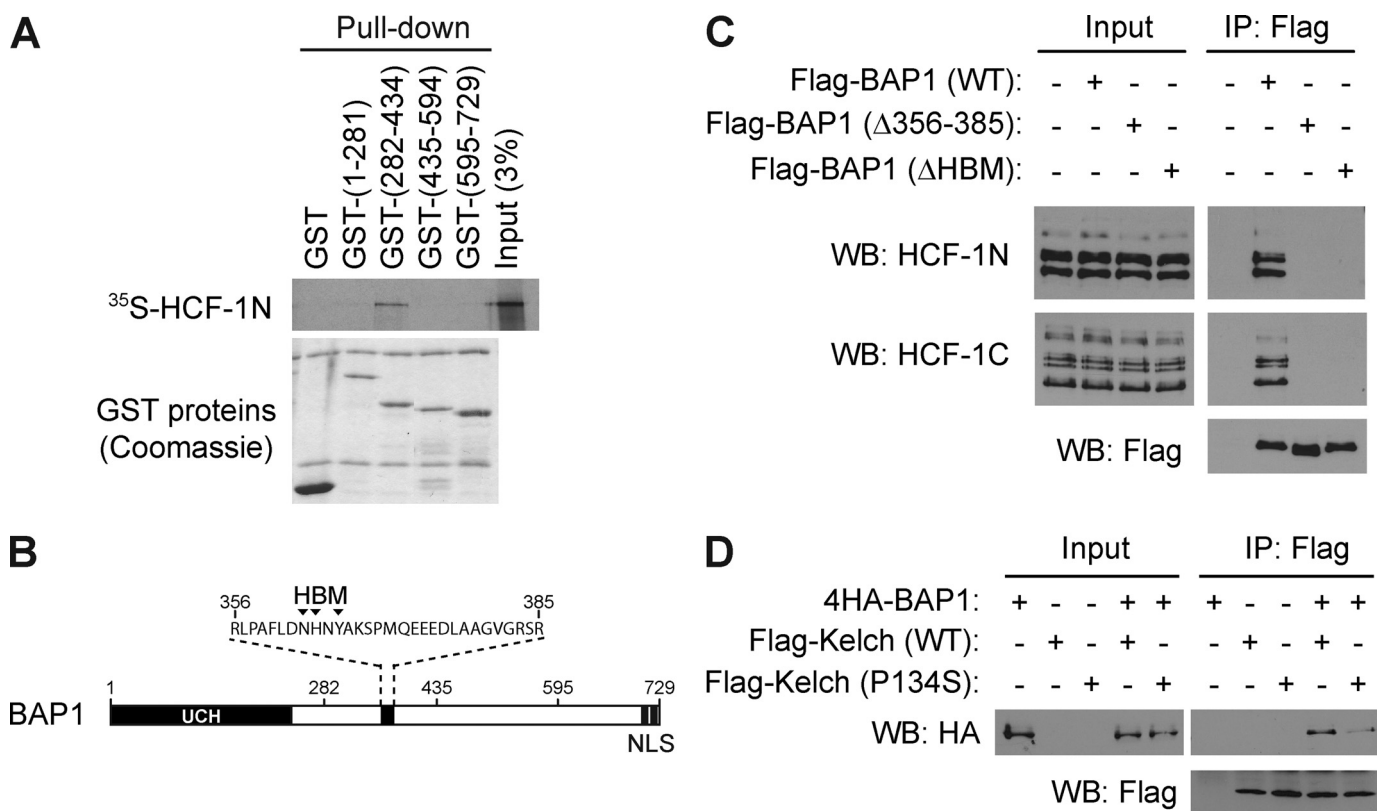 A
Pull-down
GST
GST-(1-281)
GST-(282-434)
GST-(435-594)
GST-(595-729)
Input (3%)
³⁵S-HCF-1N
GST proteins
(Coomassie)
B
HBM
356 385
RLPAFLDNHNYAKSPMQEEEDLAAGVGRSR
1 282 435 595 729
BAP1 UCH
NLS
C
Input IP: Flag
Flag-BAP1 (WT): - + - - - + - -
Flag-BAP1 (Δ356-385): - - + - - - + -
Flag-BAP1 (ΔHBM): - - - + - - - +
WB: HCF-1N
WB: HCF-1C
WB: Flag
D
Input IP: Flag
4HA-BAP1: + - - + + + - - + +
Flag-Kelch (WT): - + - + - - + - + -
Flag-Kelch (P134S): - - + - + - - + - +
WB: HA
WB: Flag